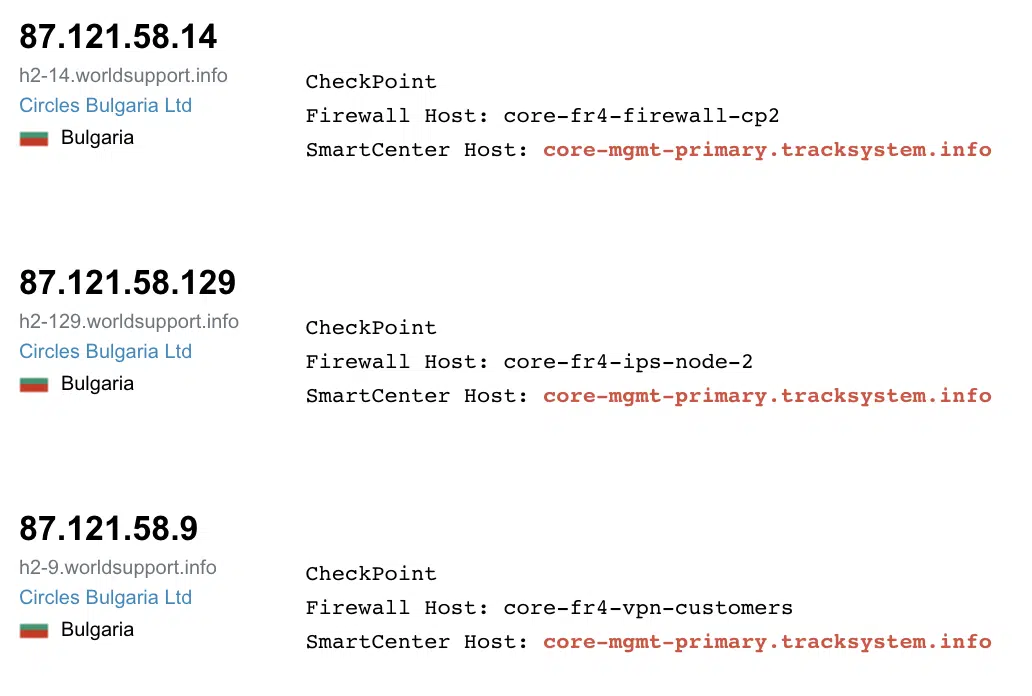 87.121.58.14
h2-14.worldsupport.info
Circles Bulgaria Ltd
Bulgaria
CheckPoint
Firewall Host: core-fr4-firewall-cp2
SmartCenter Host: core-mgmt-primary.tracksystem.info
87.121.58.129
h2-129.worldsupport.info
Circles Bulgaria Ltd
Bulgaria
CheckPoint
Firewall Host: core-fr4-ips-node-2
SmartCenter Host: core-mgmt-primary.tracksystem.info
87.121.58.9
h2-9.worldsupport.info
Circles Bulgaria Ltd
Bulgaria
CheckPoint
Firewall Host: core-fr4-vpn-customers
SmartCenter Host: core-mgmt-primary.tracksystem.info